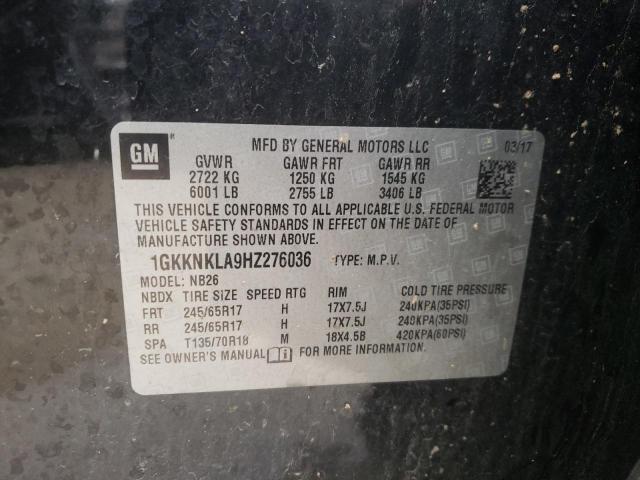 GM
MFD BY GENERAL MOTORS LLC 03/17
GVWR GAWR FRT GAWR RR
2722 KG 1250 KG 1545 KG
6001 LB 2755 LB 3406 LB
THIS VEHICLE CONFORMS TO ALL APPLICABLE U.S. FEDERAL MOTOR
VEHICLE SAFETY STANDARDS IN EFFECT ON THE DATE OF
MANUFACTURE SHOWN ABOVE.
1GKKNKLA9HZ276036 TYPE: M.P.V.
MODEL: NB26
NBDX TIRE SIZE SPEED RTG RIM COLD TIRE PRESSURE
FRT 245/65R17 H 17X7.5J 240KPA(35PSI)
RR 245/65R17 H 17X7.5J 240KPA(35PSI)
SPA T135/70R18 M 18X4.5B 420KPA(60PSI)
SEE OWNER'S MANUAL FOR MORE INFORMATION.